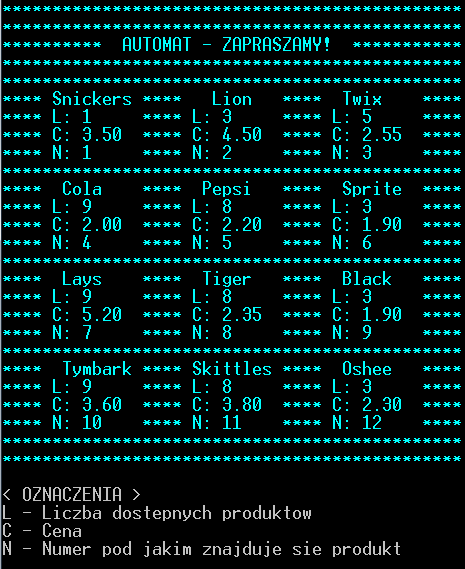 **********************************************
**********************************************
********** AUTOMAT - ZAPRASZAMY! ***********
**********************************************
**********************************************
**** Snickers **** Lion **** Twix ****
**** L: 1 **** L: 3 **** L: 5 ****
**** C: 3.50 **** C: 4.50 **** C: 2.55 ****
**** N: 1 **** N: 2 **** N: 3 ****
**********************************************
**** Cola **** Pepsi **** Sprite ****
**** L: 9 **** L: 8 **** L: 3 ****
**** C: 2.00 **** C: 2.20 **** C: 1.90 ****
**** N: 4 **** N: 5 **** N: 6 ****
**********************************************
**** Lays **** Tiger **** Black ****
**** L: 9 **** L: 8 **** L: 3 ****
**** C: 5.20 **** C: 2.35 **** C: 1.90 ****
**** N: 7 **** N: 8 **** N: 9 ****
**********************************************
**** Tymbark **** Skittles **** Oshee ****
**** L: 9 **** L: 8 **** L: 3 ****
**** C: 3.60 **** C: 3.80 **** C: 2.30 ****
**** N: 10 **** N: 11 **** N: 12 ****
**********************************************
**********************************************
< OZNACZENIA >
L - Liczba dostepnych produktow
C - Cena
N - Numer pod jakim znajduje sie produkt